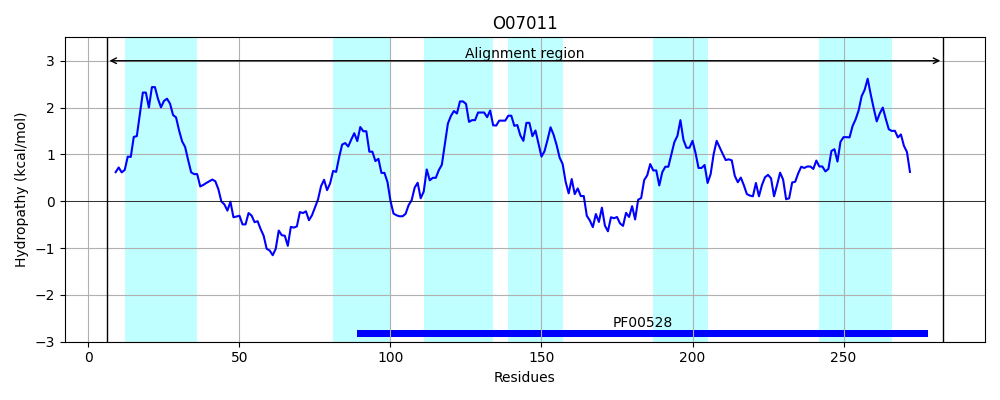 O07011
Alignment region
3
2
1
0
−1
−2
−3
Hydropathy (kcal/mol)
PF00528
0 50 100 150 200 250
Residues